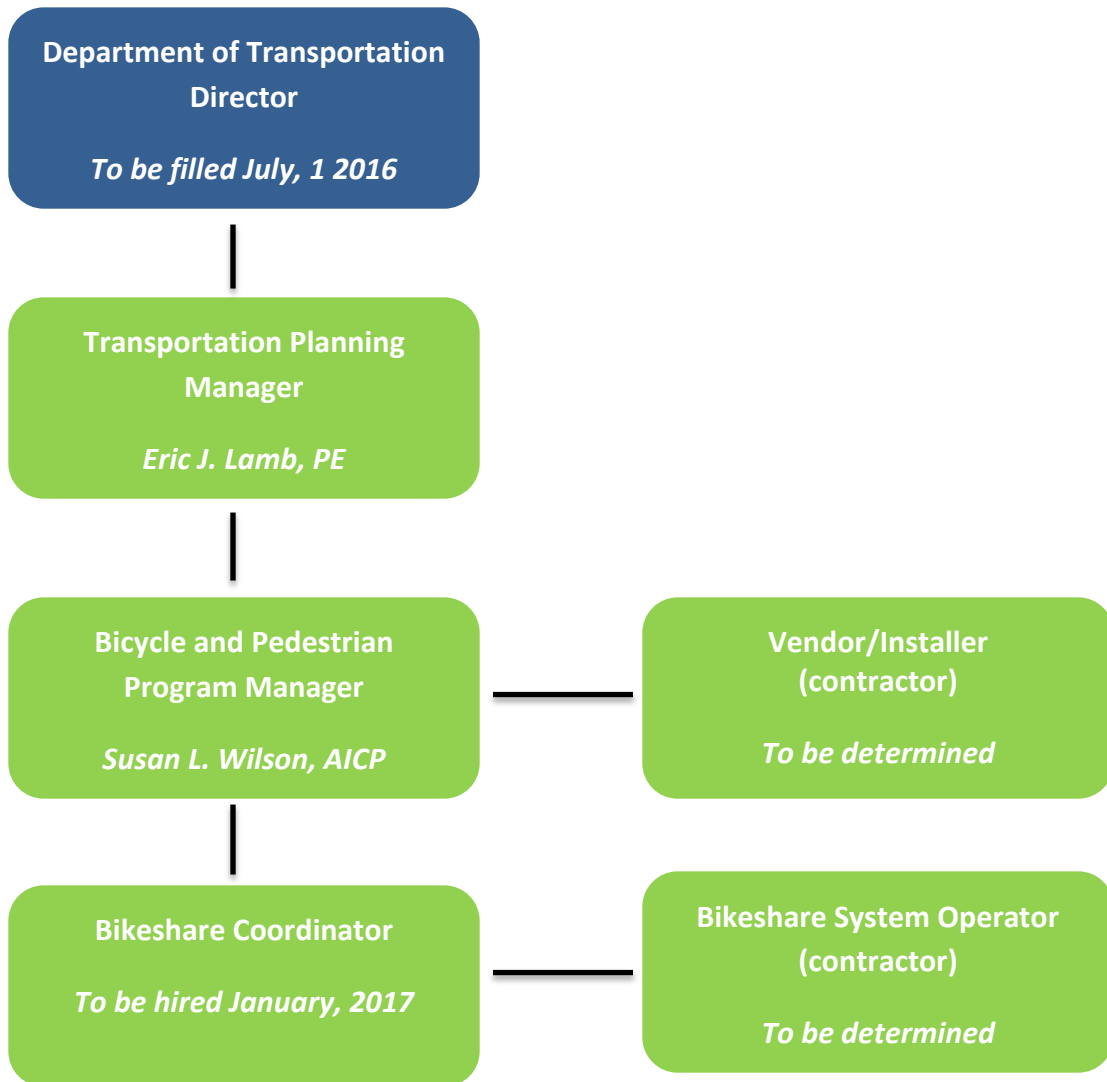 Department of Transportation
Director
To be filled July, 1 2016
Transportation Planning
Manager
Eric J. Lamb, PE
Bicycle and Pedestrian
Program Manager
Susan L. Wilson, AICP
Vendor/Installer
(contractor)
To be determined
Bikeshare Coordinator
To be hired January, 2017
Bikeshare System Operator
(contractor)
To be determined